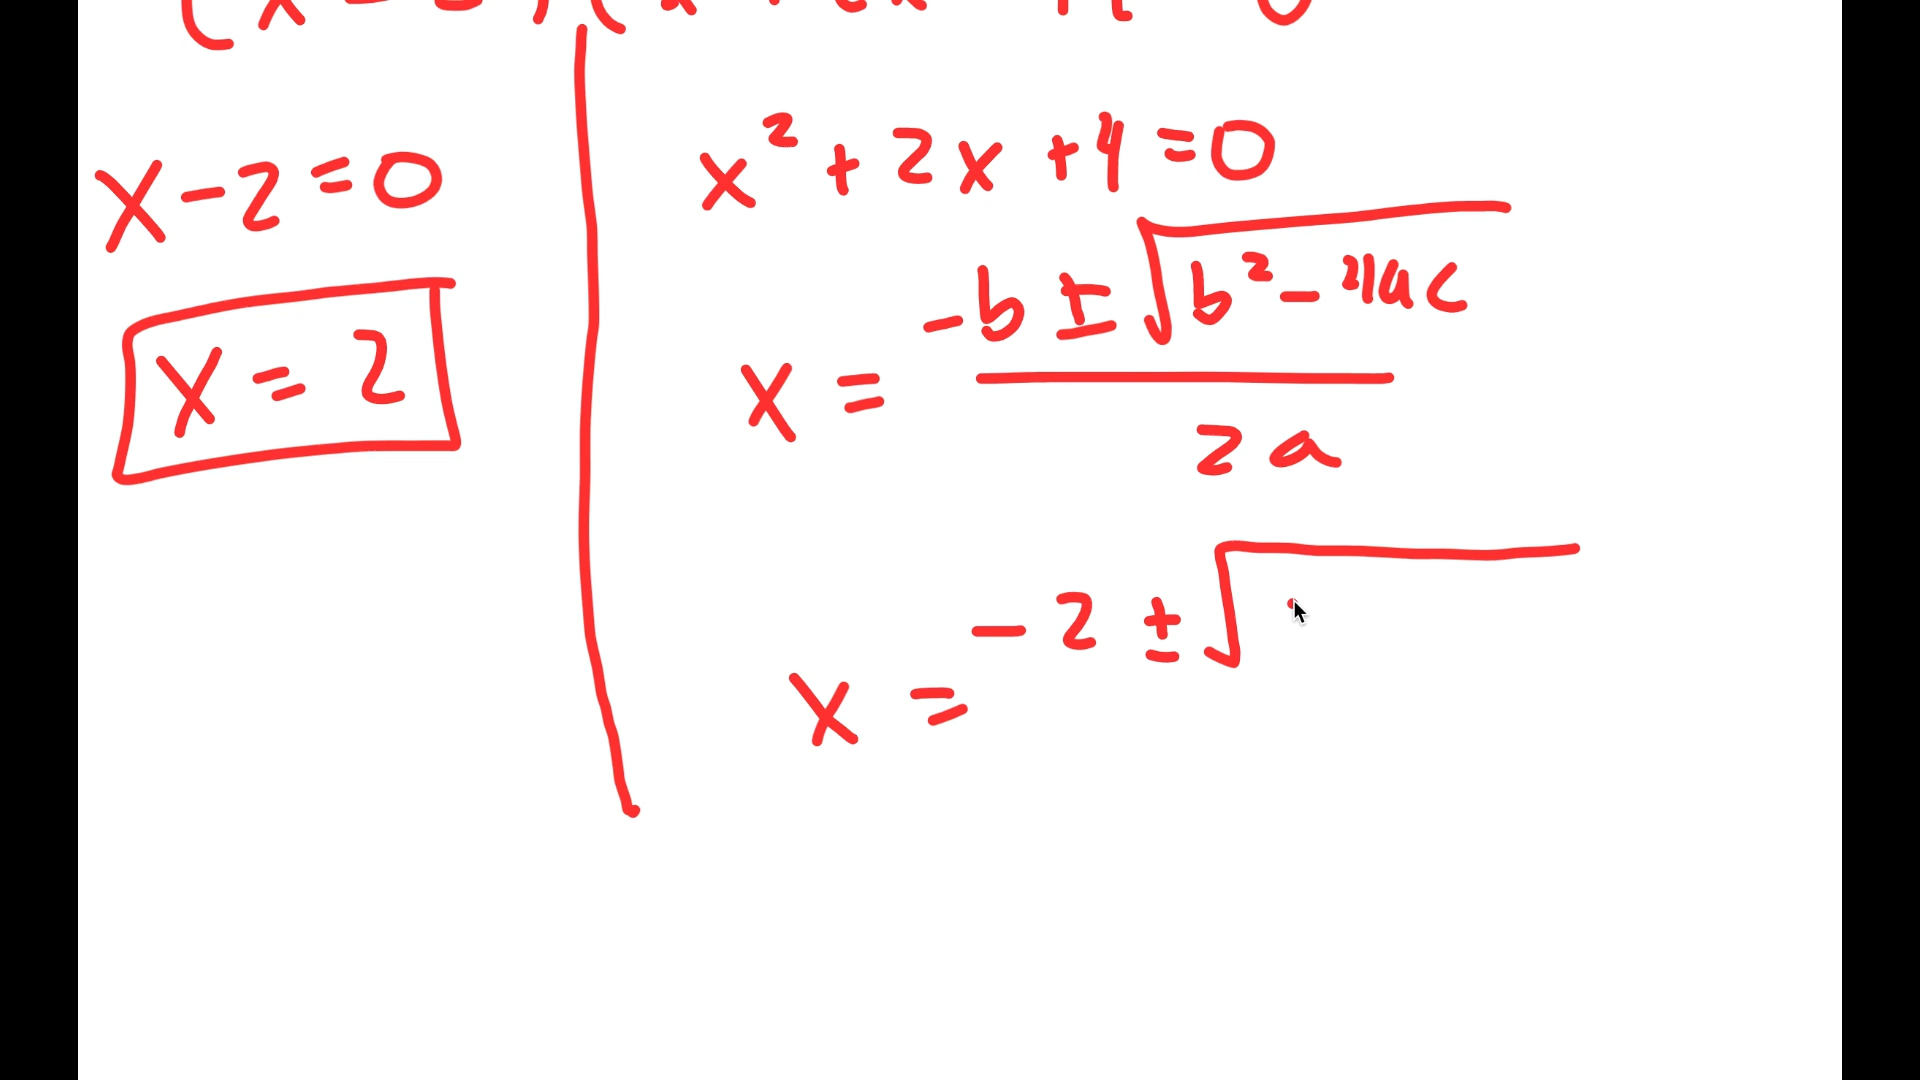 x - 2 = 0
x = 2
x² + 2x + 4 = 0
x = (-b ± √(b² - 4ac)) / 2a
x = -2 ± √